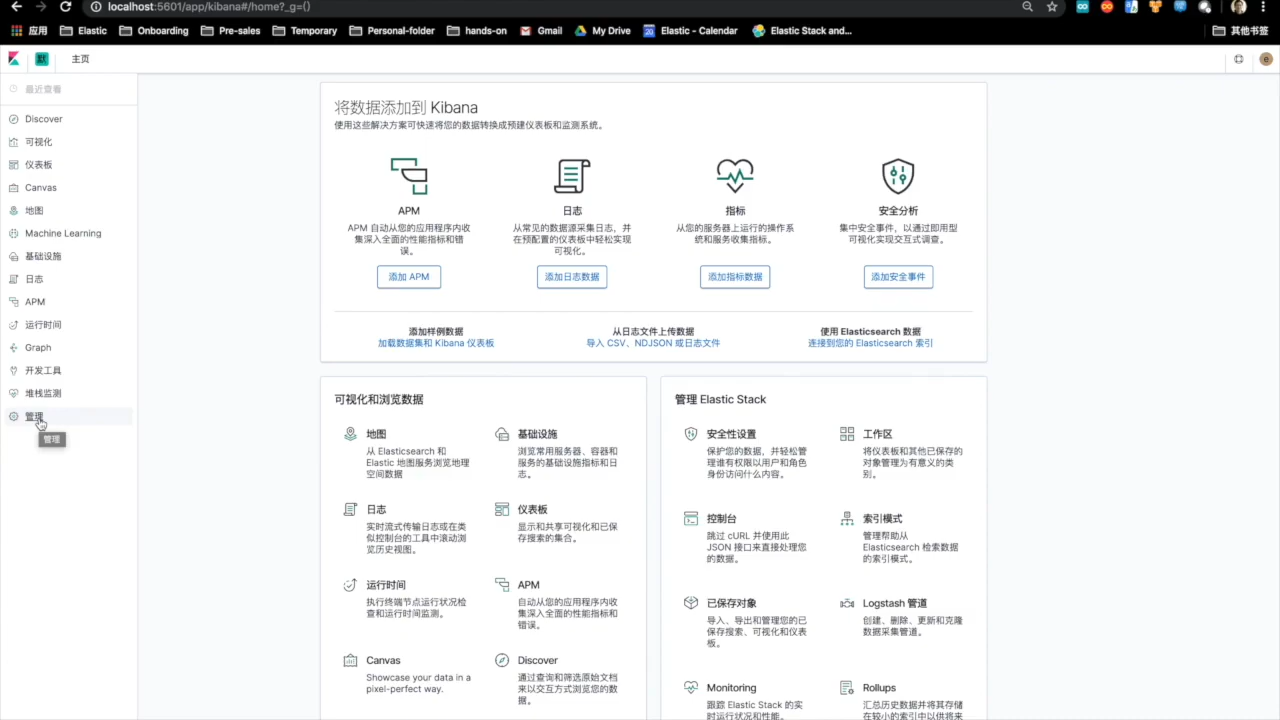 localhost:5601/app/kibana#/home?_g=()
应用 Elastic Onboarding Pre-sales Temporary Personal-folder hands-on Gmail My Drive Elastic - Calendar Elastic Stack and... 其他书签
默 主页 e
最近查看
Discover
可视化
仪表板
Canvas
地图
Machine Learning
基础设施
日志
APM
运行时间
Graph
开发工具
堆栈监测
管理
管理
将数据添加到 Kibana
使用这些解决方案可快速将您的数据转换成预建仪表板和监测系统。
APM
APM 自动从您的应用程序内收
集深入全面的性能指标和错
误。
添加 APM
日志
从常见的数据源采集日志，并
在预配置的仪表板中轻松实现
可视化。
添加日志数据
指标
从您的服务器上运行的操作系
统和服务收集指标。
添加指标数据
安全分析
集中安全事件，以通过即用型
可视化实现交互式调查。
添加安全事件
添加样例数据
加载数据集和 Kibana 仪表板
从日志文件上传数据
导入 CSV、NDJSON 或日志文件
使用 Elasticsearch 数据
连接到您的 Elasticsearch 索引
可视化和浏览数据
地图
从 Elasticsearch 和
Elastic 地图服务浏览地理
空间数据
基础设施
浏览常用服务器、容器和
服务的基础设施指标和日
志。
日志
实时流式传输日志或在类
似控制台的工具中滚动浏
览历史视图。
仪表板
显示和共享可视化和已保
存搜索的集合。
运行时间
执行终端节点运行状况检
查和运行时间监测。
APM
自动从您的应用程序内收
集深入全面的性能指标和
错误。
Canvas
Showcase your data in a
pixel-perfect way.
Discover
通过查询和筛选原始文档
来以交互方式浏览您的数
据。
管理 Elastic Stack
安全性设置
保护您的数据，并轻松管
理谁有权限以用户和角色
身份访问什么内容。
工作区
将仪表板和其他已保存的
对象管理为有意义的类
别。
控制台
跳过 cURL 并使用此
JSON 接口来直接处理您
的数据。
索引模式
管理帮助从
Elasticsearch 检索数据
的索引模式。
已保存对象
导入、导出和管理您的已
保存搜索、可视化和仪表
板。
Logstash 管道
创建、删除、更新和克隆
数据采集管道。
Monitoring
跟踪 Elastic Stack 的实
时运行状况和性能。
Rollups
汇总历史数据并将其存储
在较小的索引中以供将来